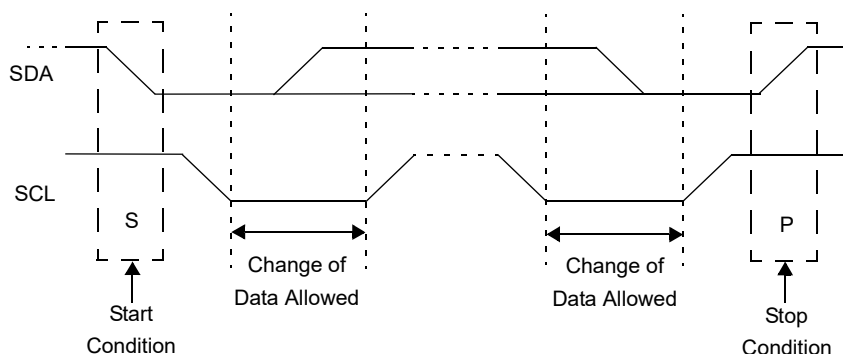 SDA
SCL
S
P
Change of
Data Allowed
Change of
Data Allowed
Start
Condition
Stop
Condition